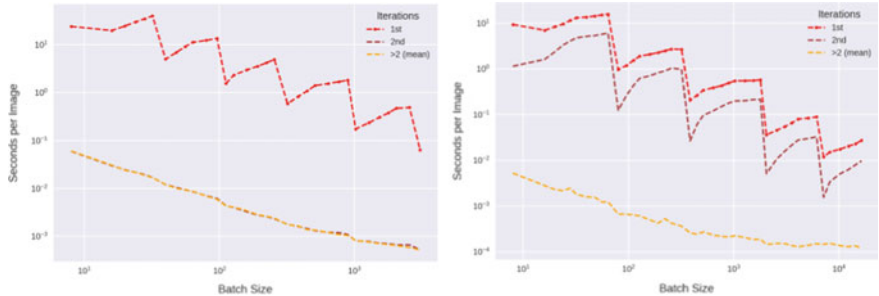 Iterations
1st
2nd
>2 (mean)
Seconds per Image
10¹
10⁰
10⁻¹
10⁻²
10⁻³
10¹
10²
10³
Batch Size
Iterations
1st
2nd
>2 (mean)
Seconds per Image
10¹
10⁰
10⁻¹
10⁻²
10⁻³
10⁻⁴
10¹
10²
10³
10⁴
Batch Size